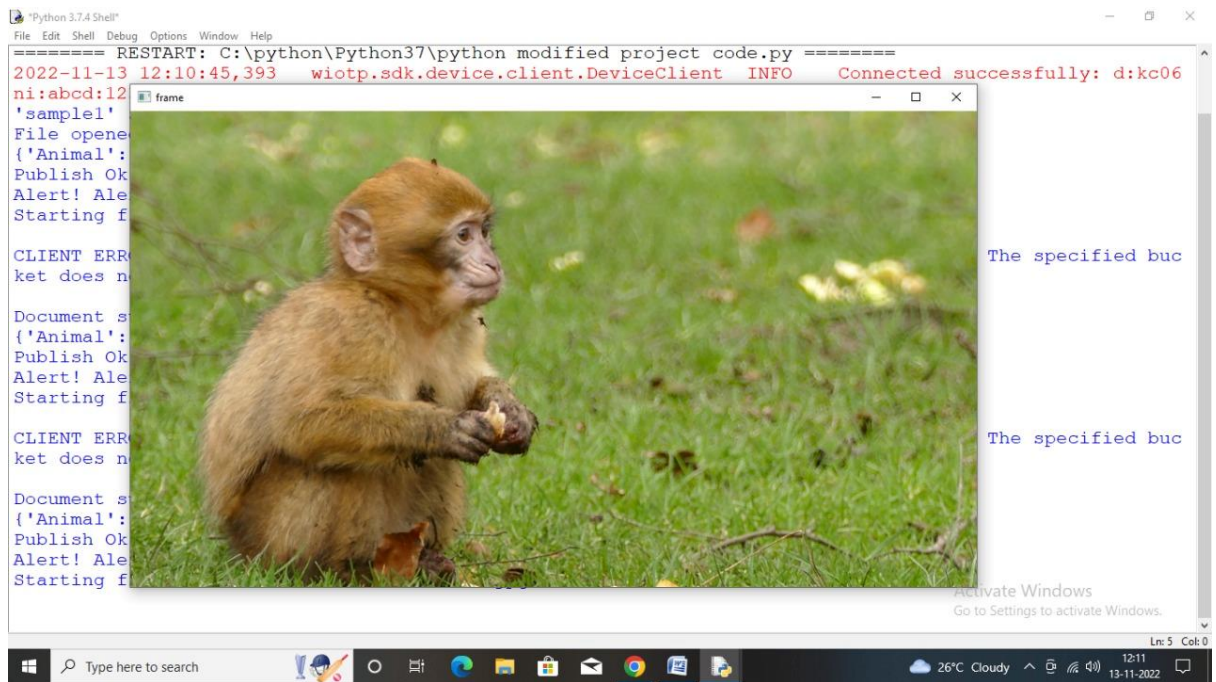 *Python 3.7.4 Shell*
File Edit Shell Debug Options Window Help
======== RESTART: C:\python\Python37\python modified project code.py ========
2022-11-13 12:10:45,393 wiotp.sdk.device.client.DeviceClient INFO Connected successfully: d:kc06
ni:abcd:12
frame
'sample1'
File opene
{'Animal':
Publish Ok
Alert! Ale
Starting f
CLIENT ERR The specified buc
ket does n
Document s
{'Animal':
Publish Ok
Alert! Ale
Starting f
CLIENT ERR The specified buc
ket does n
Document s
{'Animal':
Publish Ok
Alert! Ale
Starting f
Activate Windows
Go to Settings to activate Windows.
Ln: 5 Col: 0
Type here to search
26°C Cloudy
12:11
13-11-2022